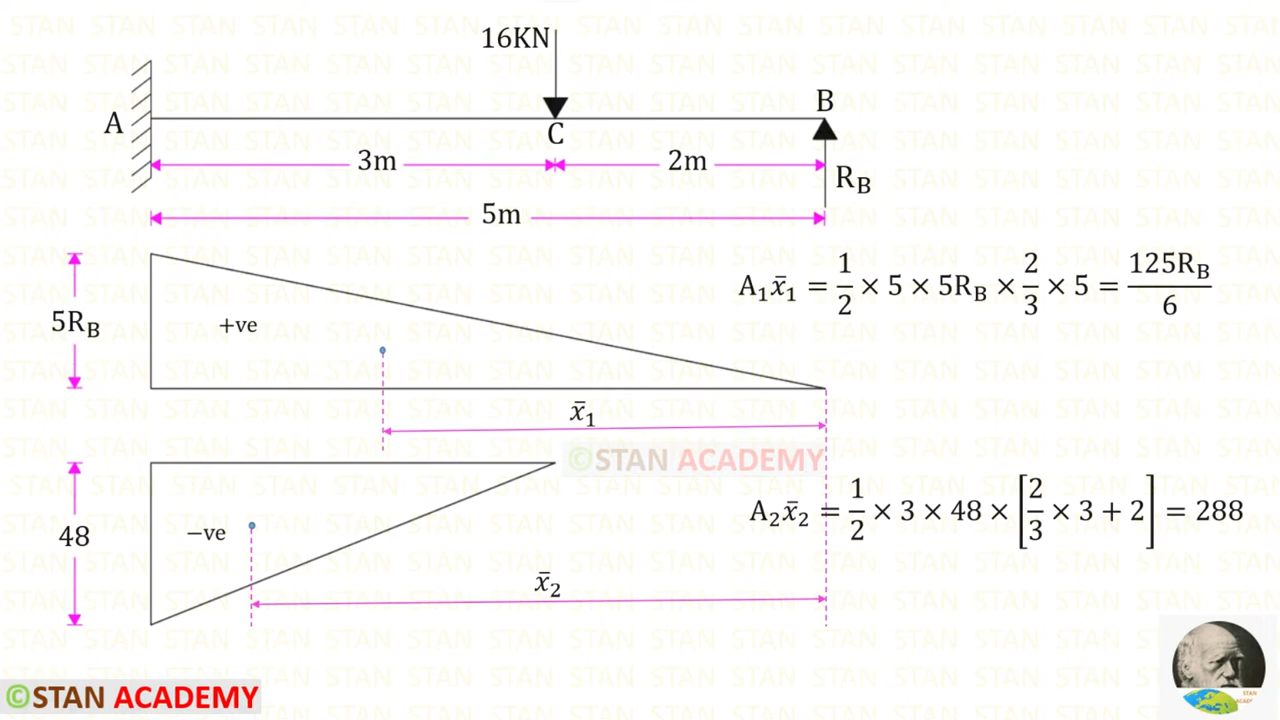 16KN
A
B
C
3m
2m
R_B
5m
5R_B
+ve
A₁x̄₁ = 1/2 × 5 × 5R_B × 2/3 × 5 = 125R_B/6
x̄₁
©STAN ACADEMY
48
−ve
A₂x̄₂ = 1/2 × 3 × 48 × [2/3 × 3 + 2] = 288
x̄₂
©STAN ACADEMY